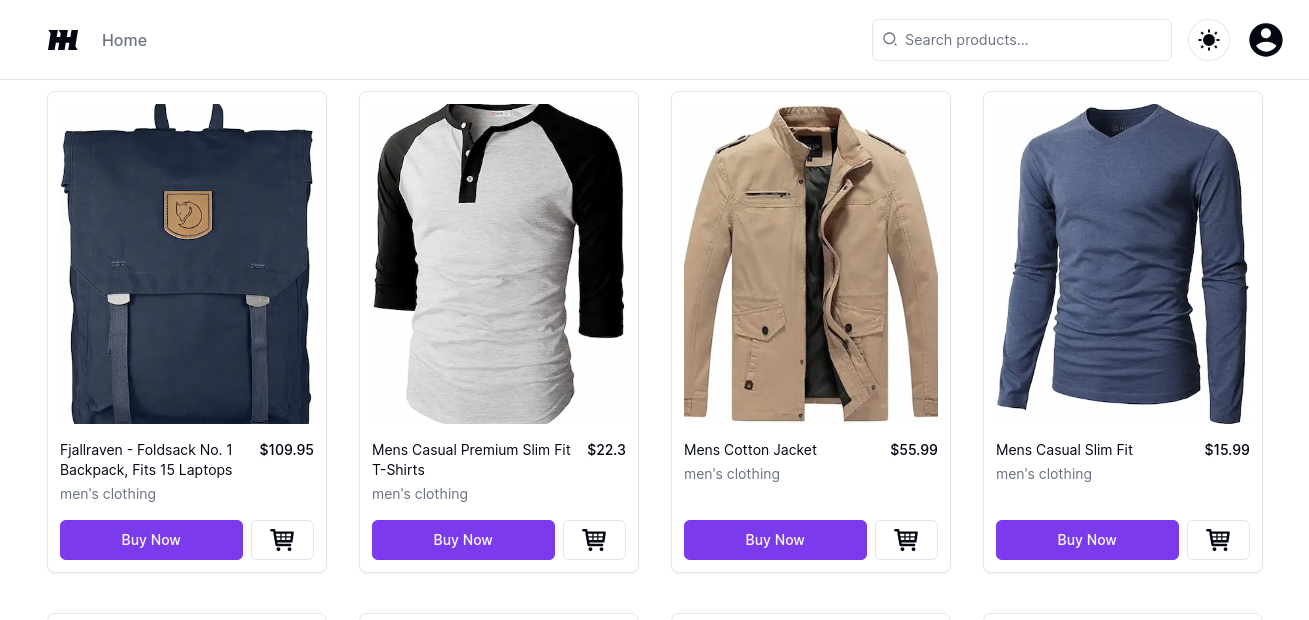 Home
Search products...
Fjallraven - Foldsack No. 1
Backpack, Fits 15 Laptops
$109.95
men's clothing
Buy Now
Mens Casual Premium Slim Fit
T-Shirts
$22.3
men's clothing
Buy Now
Mens Cotton Jacket
$55.99
men's clothing
Buy Now
Mens Casual Slim Fit
$15.99
men's clothing
Buy Now